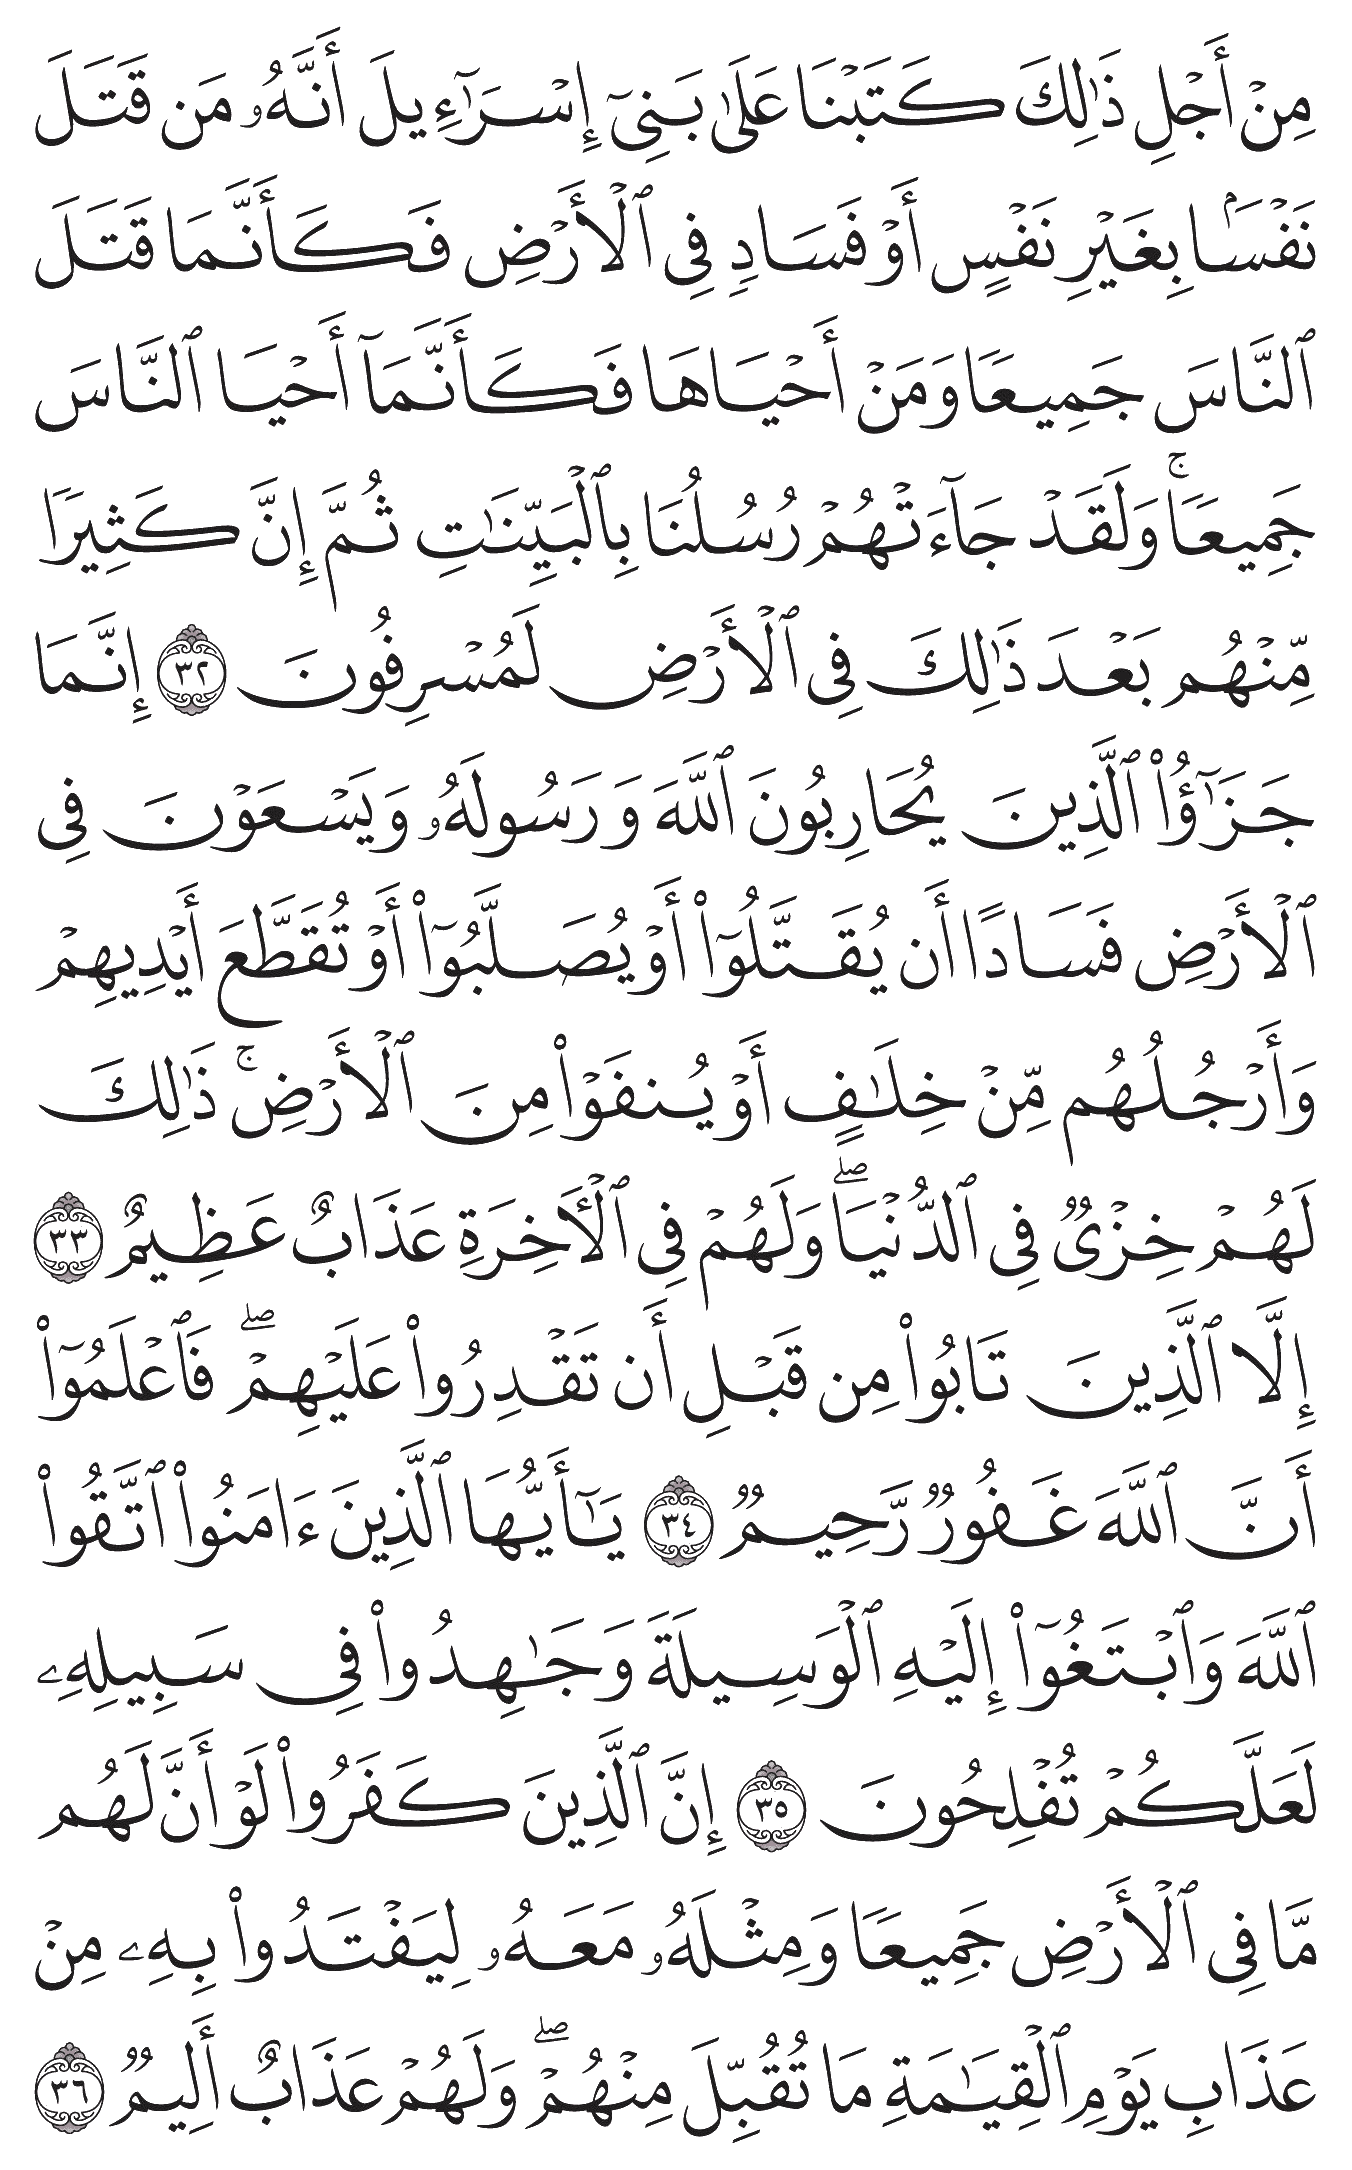 مِنۡ أَجۡلِ ذَٰلِكَ كَتَبۡنَا عَلَىٰ بَنِيٓ إِسۡرَٰٓءِيلَ أَنَّهُۥ مَن قَتَلَ
نَفۡسَۢا بِغَيۡرِ نَفۡسٍ أَوۡ فَسَادٖ فِي ٱلۡأَرۡضِ فَكَأَنَّمَا قَتَلَ
ٱلنَّاسَ جَمِيعٗا وَمَنۡ أَحۡيَاهَا فَكَأَنَّمَآ أَحۡيَا ٱلنَّاسَ
جَمِيعٗاۚ وَلَقَدۡ جَآءَتۡهُمۡ رُسُلُنَا بِٱلۡبَيِّنَٰتِ ثُمَّ إِنَّ كَثِيرٗا
مِّنۡهُم بَعۡدَ ذَٰلِكَ فِي ٱلۡأَرۡضِ لَمُسۡرِفُونَ ٣٢ إِنَّمَا
جَزَٰٓؤُاْ ٱلَّذِينَ يُحَارِبُونَ ٱللَّهَ وَرَسُولَهُۥ وَيَسۡعَوۡنَ فِي
ٱلۡأَرۡضِ فَسَادًا أَن يُقَتَّلُوٓاْ أَوۡ يُصَلَّبُوٓاْ أَوۡ تُقَطَّعَ أَيۡدِيهِمۡ
وَأَرۡجُلُهُم مِّنۡ خِلَٰفٍ أَوۡ يُنفَوۡاْ مِنَ ٱلۡأَرۡضِۚ ذَٰلِكَ
لَهُمۡ خِزۡيٞ فِي ٱلدُّنۡيَاۖ وَلَهُمۡ فِي ٱلۡأٓخِرَةِ عَذَابٌ عَظِيمٌ ٣٣
إِلَّا ٱلَّذِينَ تَابُواْ مِن قَبۡلِ أَن تَقۡدِرُواْ عَلَيۡهِمۡۖ فَٱعۡلَمُوٓاْ
أَنَّ ٱللَّهَ غَفُورٞ رَّحِيمٞ ٣٤ يَٰٓأَيُّهَا ٱلَّذِينَ ءَامَنُواْ ٱتَّقُواْ
ٱللَّهَ وَٱبۡتَغُوٓاْ إِلَيۡهِ ٱلۡوَسِيلَةَ وَجَٰهِدُواْ فِي سَبِيلِهِۦ
لَعَلَّكُمۡ تُفۡلِحُونَ ٣٥ إِنَّ ٱلَّذِينَ كَفَرُواْ لَوۡ أَنَّ لَهُم
مَّا فِي ٱلۡأَرۡضِ جَمِيعٗا وَمِثۡلَهُۥ مَعَهُۥ لِيَفۡتَدُواْ بِهِۦ مِنۡ
عَذَابِ يَوۡمِ ٱلۡقِيَٰمَةِ مَا تُقُبِّلَ مِنۡهُمۡۖ وَلَهُمۡ عَذَابٌ أَلِيمٞ ٣٦